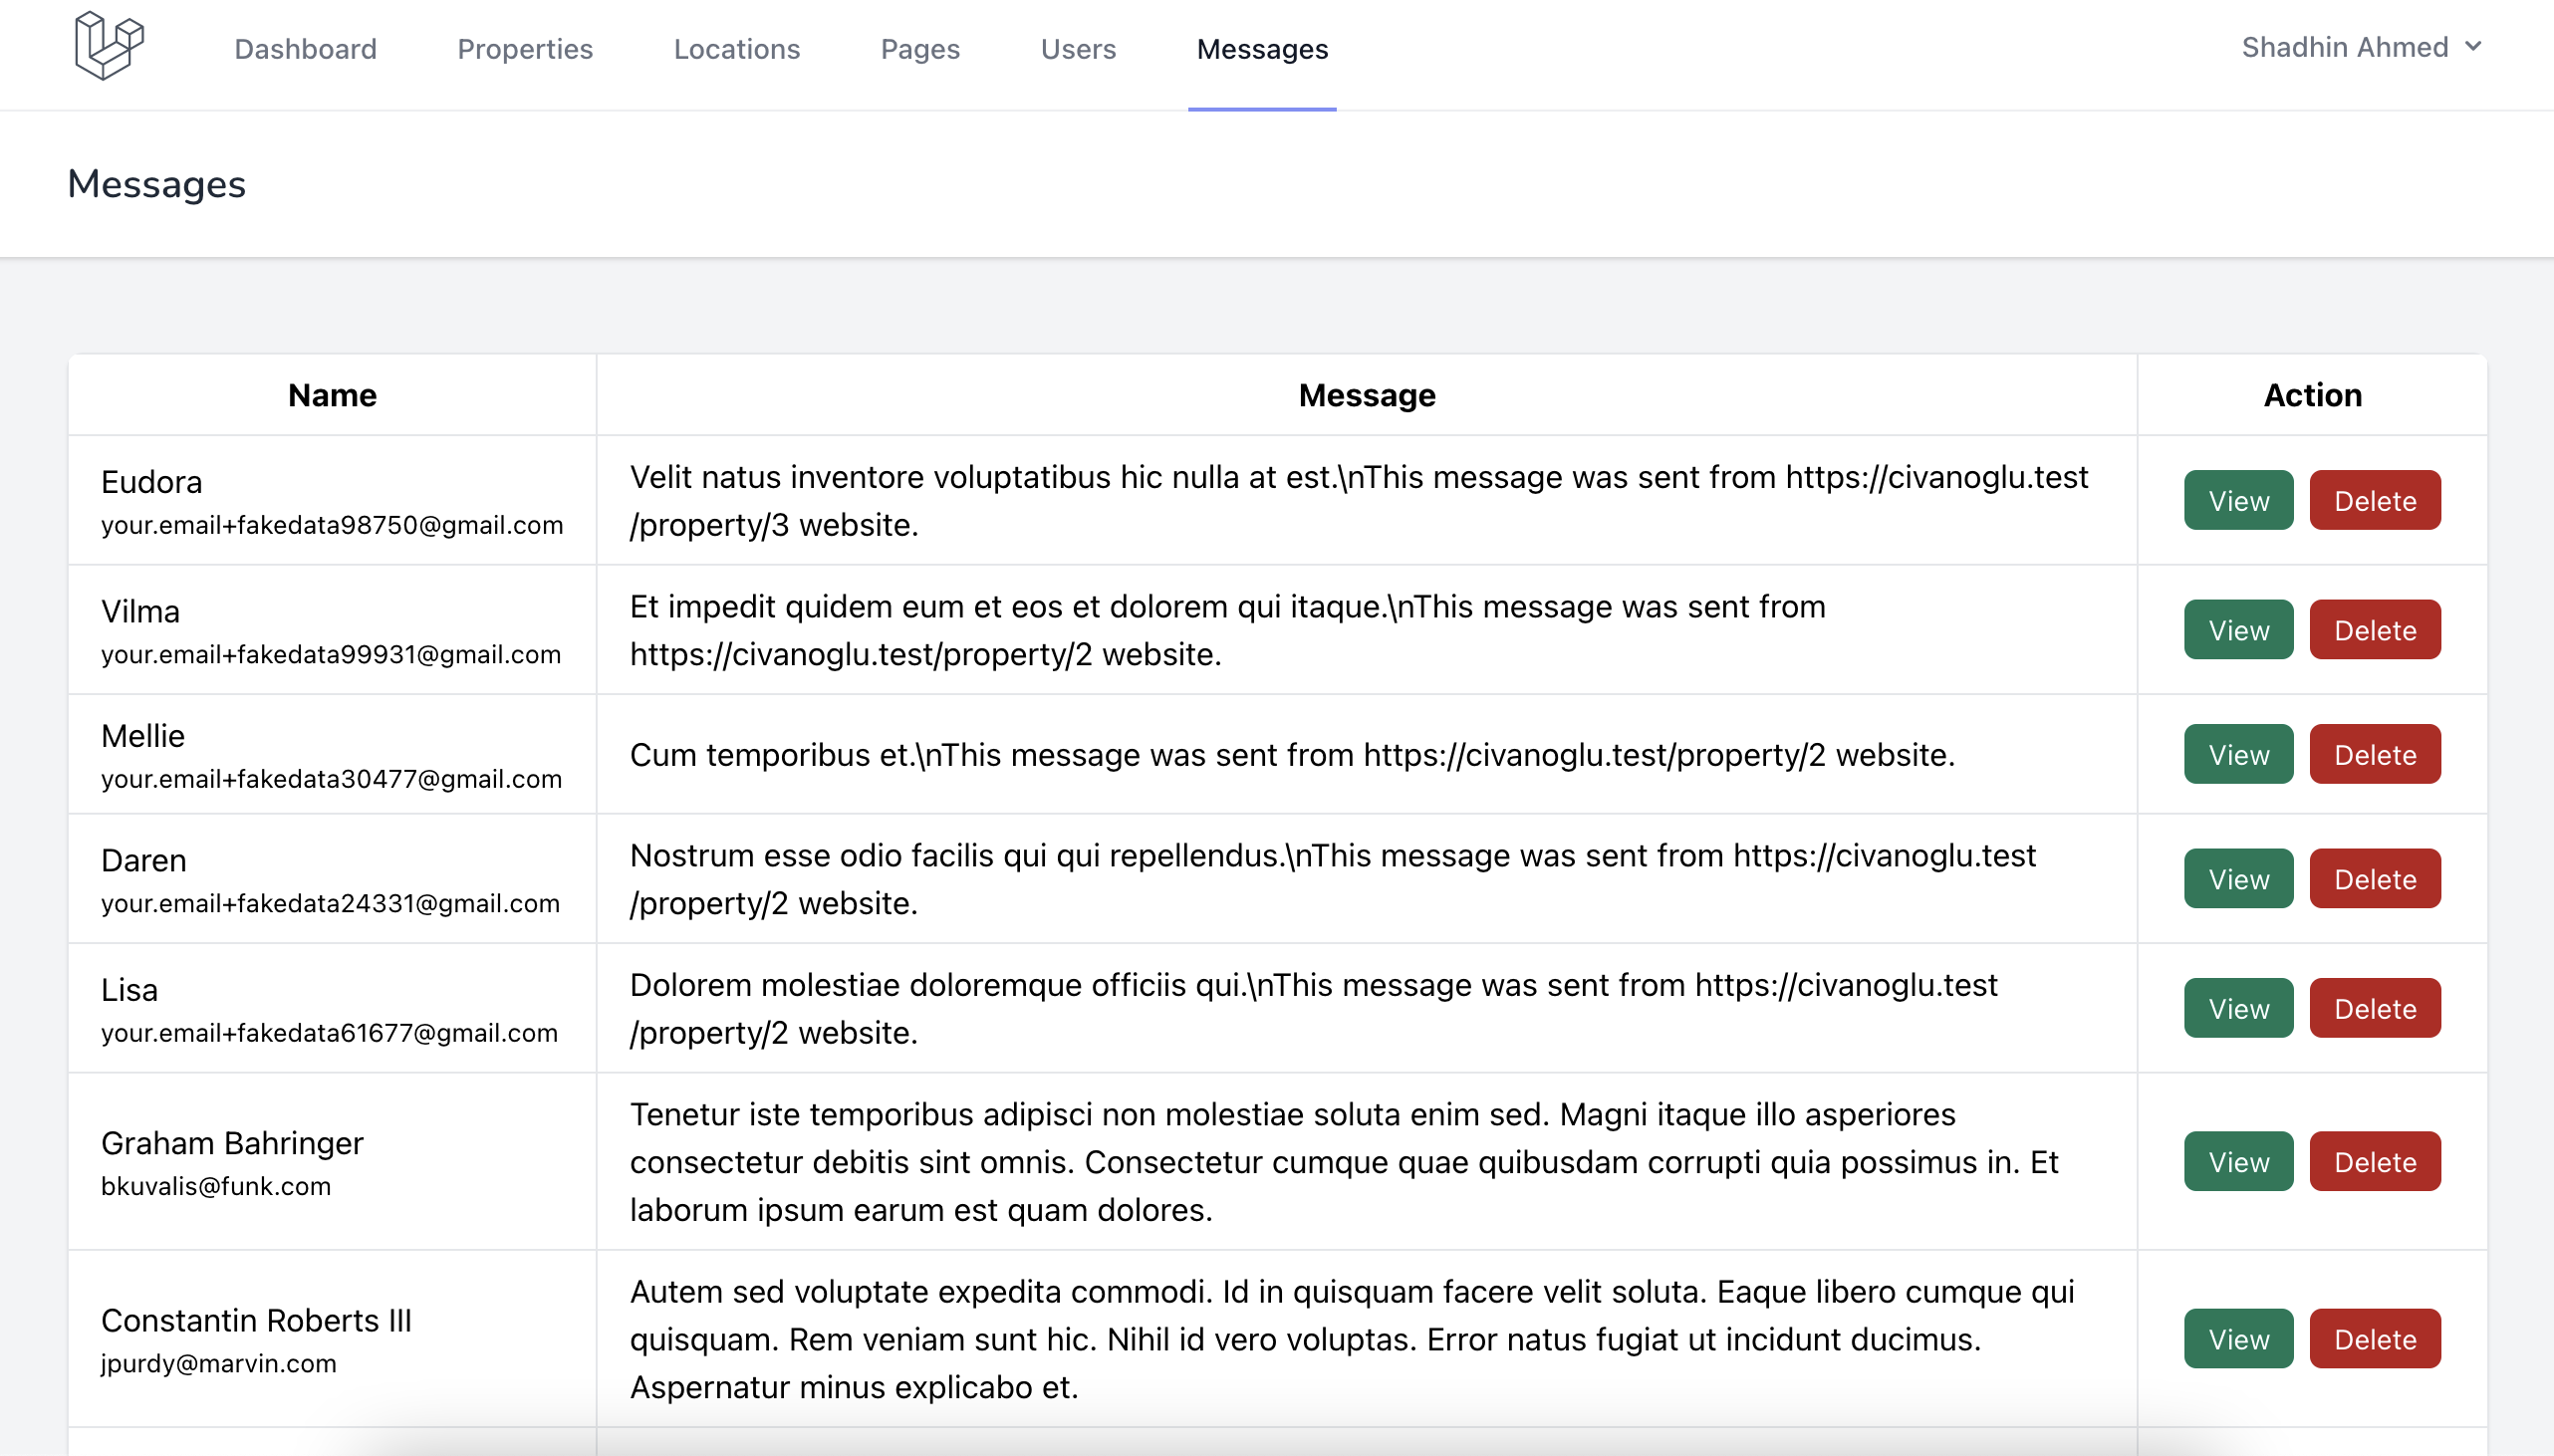 Dashboard Properties Locations Pages Users Messages Shadhin Ahmed
Messages
Name Message Action
Eudora
your.email+fakedata98750@gmail.com
Velit natus inventore voluptatibus hic nulla at est.\nThis message was sent from https://civanoglu.test
/property/3 website.
View Delete
Vilma
your.email+fakedata99931@gmail.com
Et impedit quidem eum et eos et dolorem qui itaque.\nThis message was sent from
https://civanoglu.test/property/2 website.
View Delete
Mellie
your.email+fakedata30477@gmail.com
Cum temporibus et.\nThis message was sent from https://civanoglu.test/property/2 website.
View Delete
Daren
your.email+fakedata24331@gmail.com
Nostrum esse odio facilis qui qui repellendus.\nThis message was sent from https://civanoglu.test
/property/2 website.
View Delete
Lisa
your.email+fakedata61677@gmail.com
Dolorem molestiae doloremque officiis qui.\nThis message was sent from https://civanoglu.test
/property/2 website.
View Delete
Graham Bahringer
bkuvalis@funk.com
Tenetur iste temporibus adipisci non molestiae soluta enim sed. Magni itaque illo asperiores
consectetur debitis sint omnis. Consectetur cumque quae quibusdam corrupti quia possimus in. Et
laborum ipsum earum est quam dolores.
View Delete
Constantin Roberts III
jpurdy@marvin.com
Autem sed voluptate expedita commodi. Id in quisquam facere velit soluta. Eaque libero cumque qui
quisquam. Rem veniam sunt hic. Nihil id vero voluptas. Error natus fugiat ut incidunt ducimus.
Aspernatur minus explicabo et.
View Delete